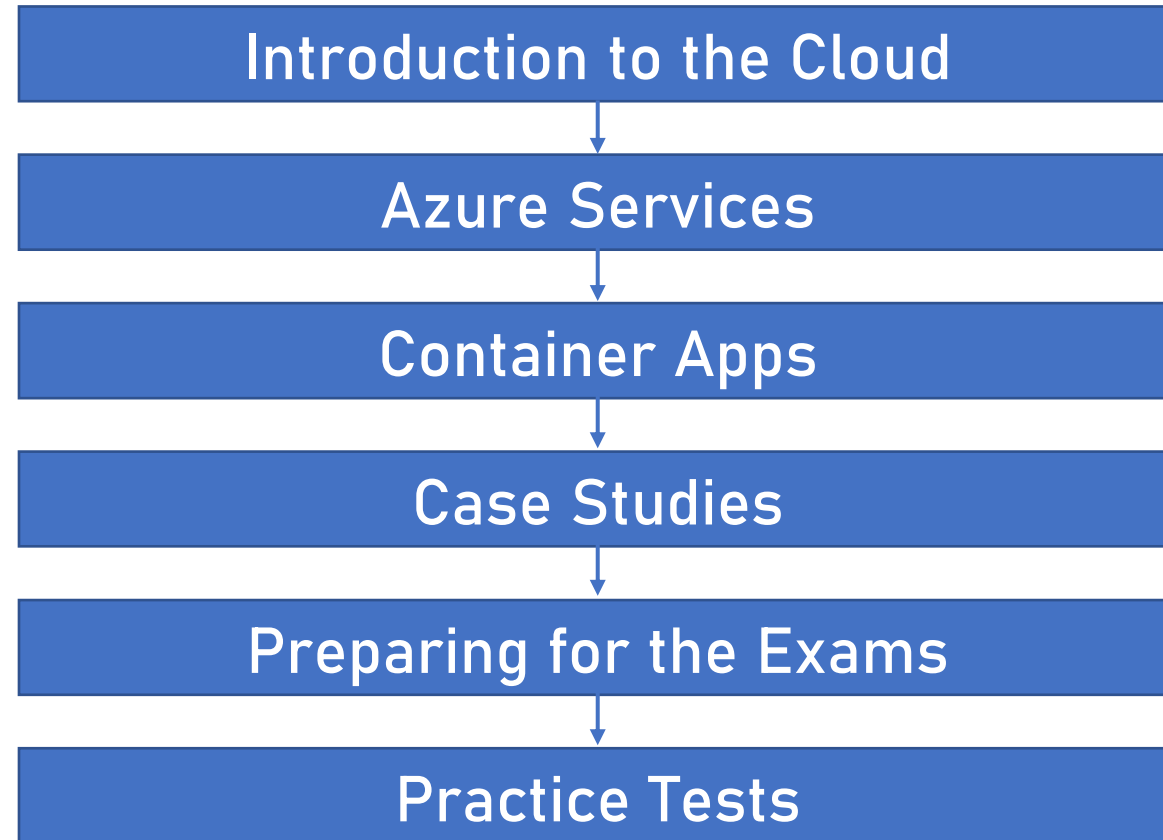 Introduction to the Cloud
Azure Services
Container Apps
Case Studies
Preparing for the Exams
Practice Tests